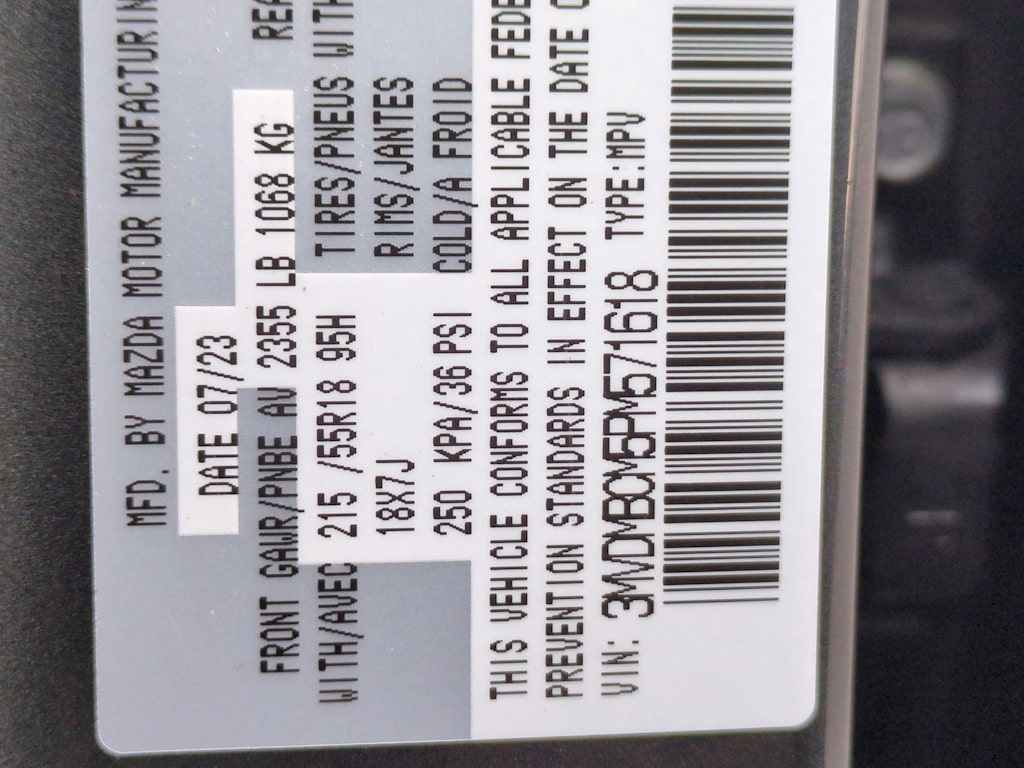 MFD. BY MAZDA MOTOR MANUFACTURIN
DATE 07/23
FRONT GAWR/PNBE AV 2355 LB 1068 KG REA
WITH/AVEC 215 /55R18 95H TIRES/PNEUS WITH
18X7J RIMS/JANTES
250 KPA/36 PSI COLD/A FROID
THIS VEHICLE CONFORMS TO ALL APPLICABLE FEDE
PREVENTION STANDARDS IN EFFECT ON THE DATE O
VIN: 3MVDMBCM5PM571618 TYPE:MPV